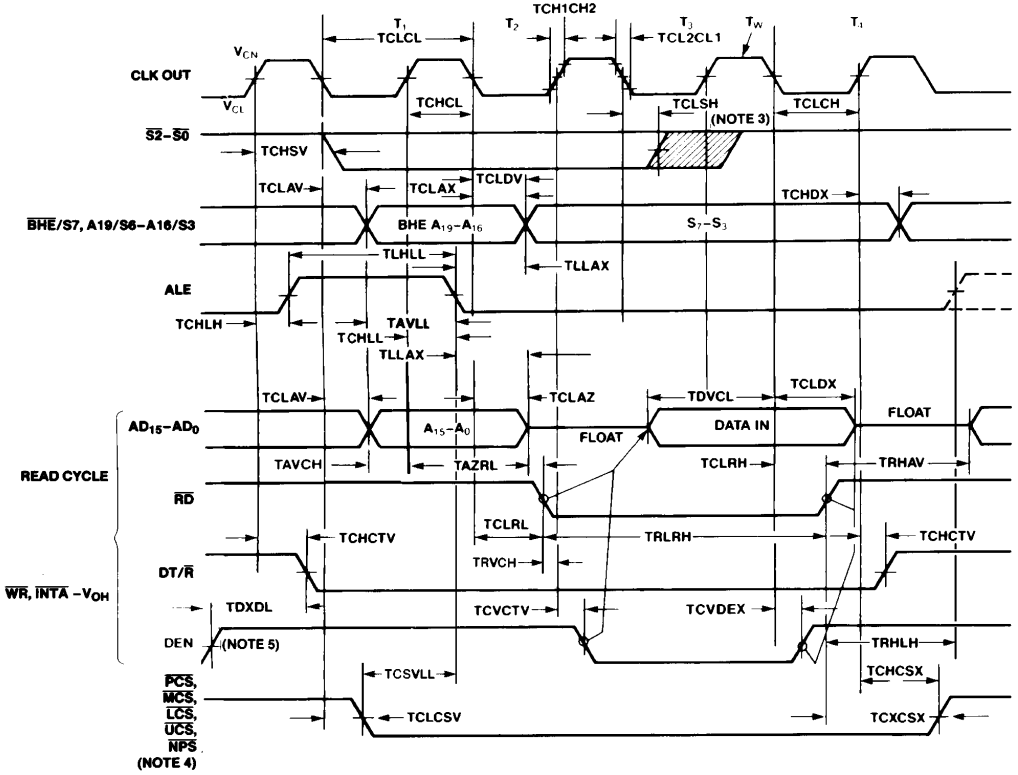 TCH1CH2
T1 T2 T3 TW T4
TCLCL TCL2CL1
VCN
CLK OUT
VCL
TCHCL TCLSH TCLCH
(NOTE 3)
S2–S0
TCHSV
TCLAV TCLAX TCLDV TCHDX
BHE/S7, A19/S6–A16/S3 BHE A19–A16 S7–S3
TLHLL
TLLAX
ALE
TCHLH TAVLL
TCHLL
TLLAX
TCLAV TCLAZ TDVCL TCLDX
AD15–AD0 A15–A0 FLOAT DATA IN FLOAT
TAVCH TAZRL TCLRH TRHAV
READ CYCLE
RD
TCLRL TRLRH
TCHCTV TRVCH TCHCTV
DT/R
WR, INTA –VOH
TDXDL TCVCTV TCVDEX
DEN (NOTE 5) TRHLH
TCSVLL TCHCSX
PCS,
MCS,
LCS, TCLCSV TCXCSX
UCS,
NPS
(NOTE 4)